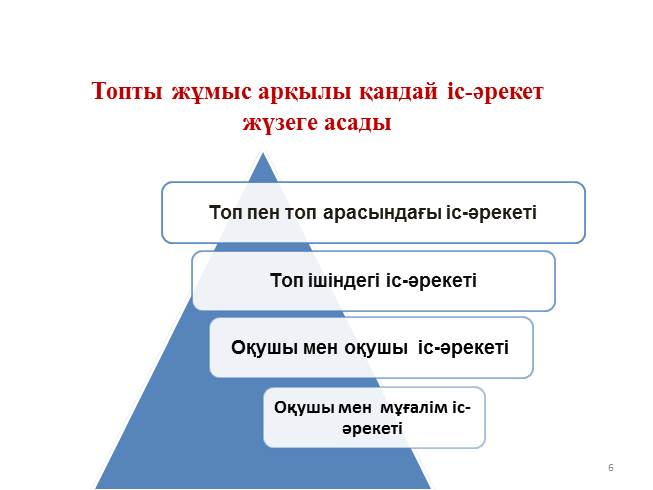 Топты жұмыс арқылы қандай іс-әрекет
жүзеге асады
Топ пен топ арасындағы іс-әрекеті
Топ ішіндегі іс-әрекеті
Оқушы мен оқушы іс-әрекеті
Оқушы мен мұғалім іс-
әрекеті
6